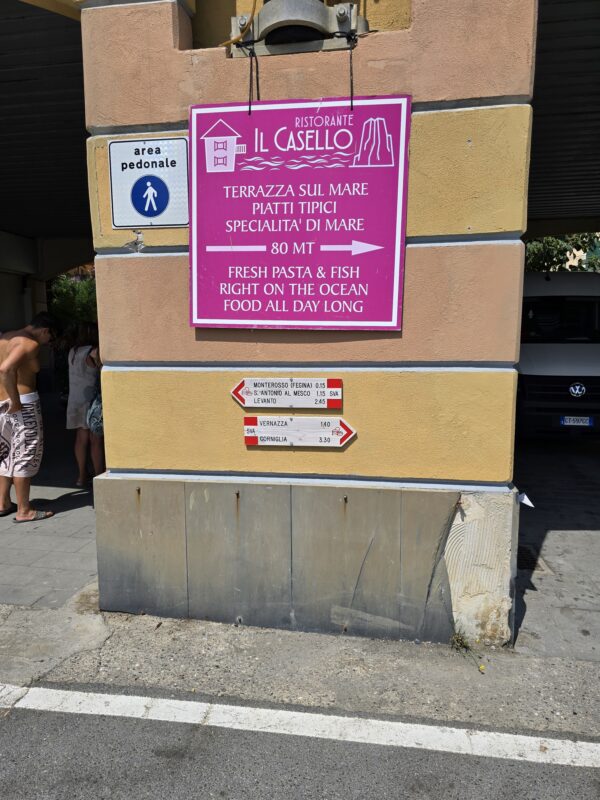 area
pedonale
RISTORANTE
IL CASELLO
TERRAZZA SUL MARE
PIATTI TIPICI
SPECIALITA' DI MARE
80 MT
FRESH PASTA & FISH
RIGHT ON THE OCEAN
FOOD ALL DAY LONG
MONTEROSSO (FEGINA) 0.15
S. ANTONIO AL MESCO 1.15 SVA
LEVANTO 2.45
VERNAZZA 1.40
SVA
CORNIGLIA 3.30